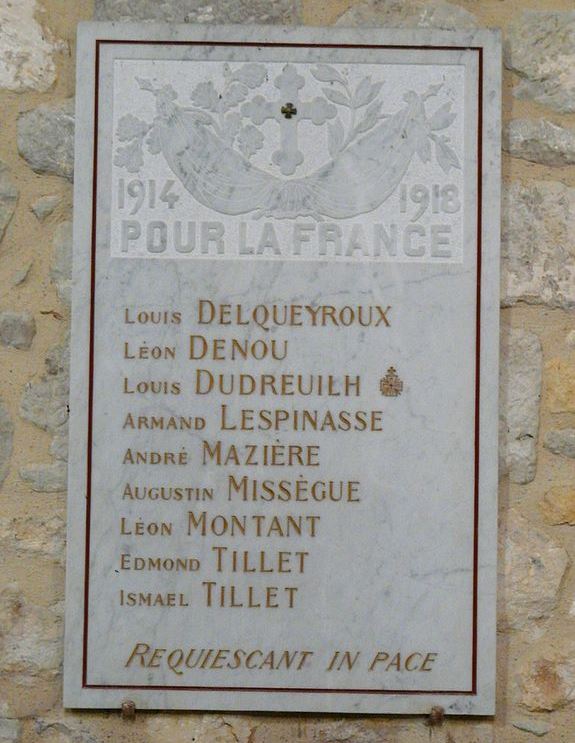 1914 1918
POUR LA FRANCE
LOUIS DELQUEYROUX
LÉON DENOU
LOUIS DUDREUILH
ARMAND LESPINASSE
ANDRÉ MAZIÈRE
AUGUSTIN MISSÈGUE
LÉON MONTANT
EDMOND TILLET
ISMAEL TILLET
REQUIESCANT IN PACE